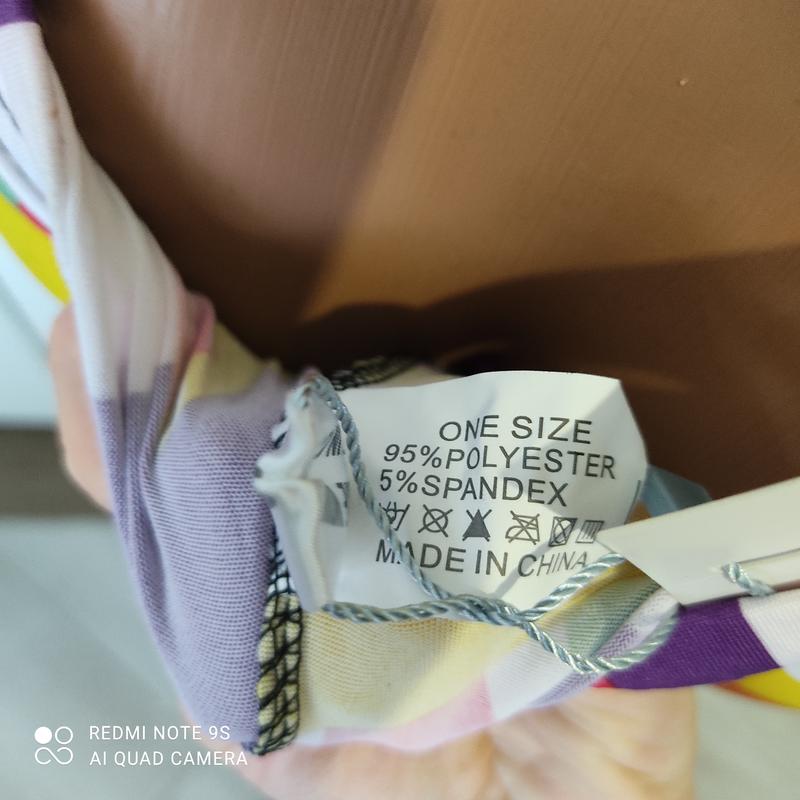 ONE SIZE
95%POLYESTER
5%SPANDEX
MADE IN CHINA
REDMI NOTE 9S
AI QUAD CAMERA